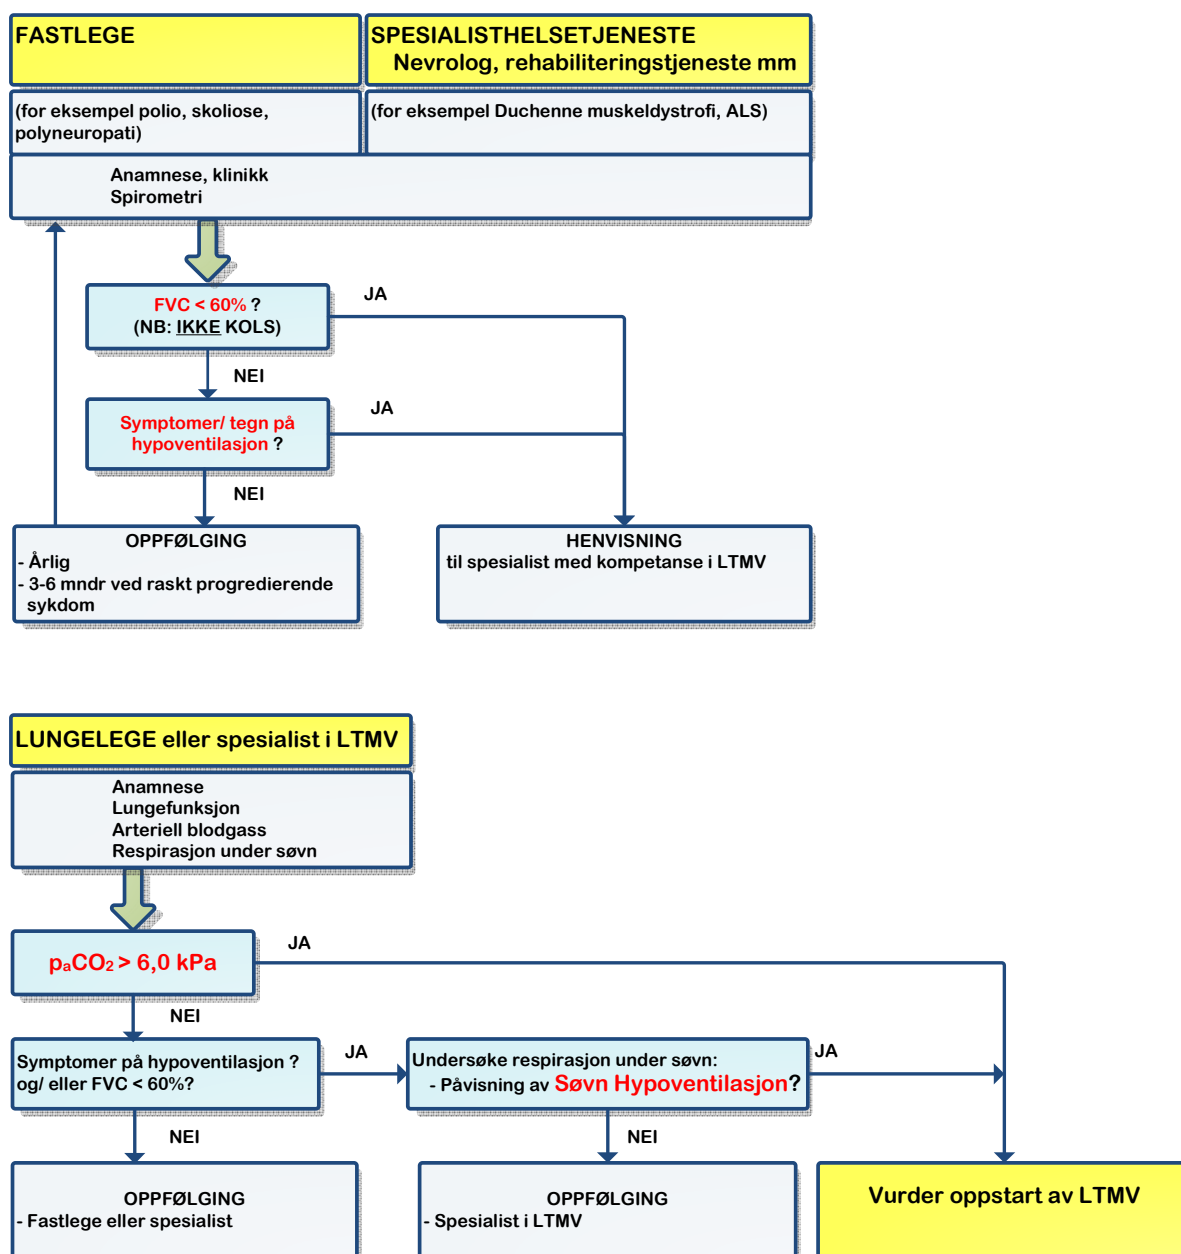 FASTLEGE
SPESIALISTHELSETJENESTE
Nevrolog, rehabiliteringstjeneste mm
(for eksempel polio, skoliose,
polyneuropati)
(for eksempel Duchenne muskeldystrofi, ALS)
Anamnese, klinikk
Spirometri
FVC < 60% ?
(NB: IKKE KOLS)
JA
NEI
Symptomer/ tegn på
hypoventilasjon ?
JA
NEI
OPPFØLGING
- Årlig
- 3-6 mndr ved raskt progredierende
sykdom
HENVISNING
til spesialist med kompetanse i LTMV
LUNGELEGE eller spesialist i LTMV
Anamnese
Lungefunksjon
Arteriell blodgass
Respirasjon under søvn
pₐCO₂ > 6,0 kPa
JA
NEI
Symptomer på hypoventilasjon ?
og/ eller FVC < 60%?
JA
Undersøke respirasjon under søvn:
- Påvisning av Søvn Hypoventilasjon?
JA
NEI
NEI
OPPFØLGING
- Fastlege eller spesialist
OPPFØLGING
- Spesialist i LTMV
Vurder oppstart av LTMV